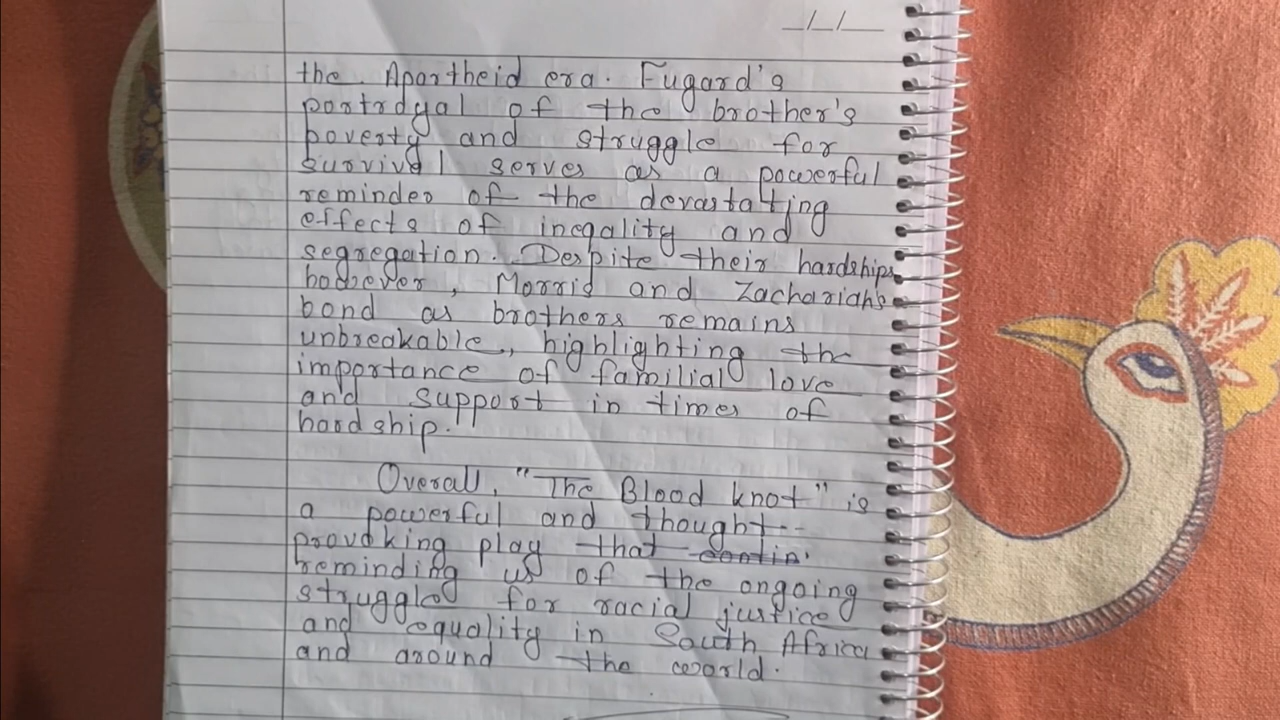 _/_/__
the Apartheid era. Fugard's
portrayal of the brother's
poverty and struggle for
survival serves as a powerful
reminder of the devastating
effects of ineqality and
segregation. Despite their hardships
however, Morris and Zachariah's
bond as brothers remains
unbreakable, highlighting the
importance of familial love
and support in times of
hardship.
Overall, "The Blood knot" is
a powerful and thought-
provoking play that contin
reminding us of the ongoing
struggle for racial justice
and equality in South Africa
and around the world.